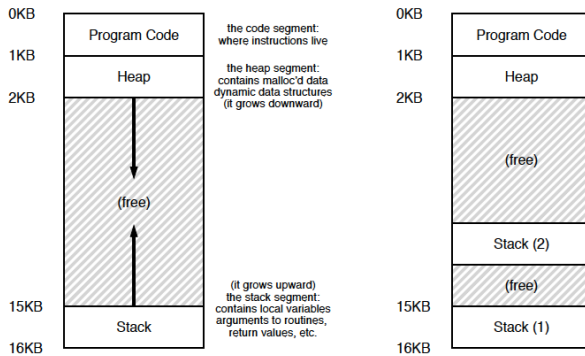 0KB
Program Code
the code segment:
where instructions live
1KB
Heap
the heap segment:
contains malloc'd data
dynamic data structures
(it grows downward)
2KB
(free)
(it grows upward)
the stack segment:
contains local variables
arguments to routines,
return values, etc.
15KB
Stack
16KB
0KB
Program Code
1KB
Heap
2KB
(free)
Stack (2)
(free)
15KB
Stack (1)
16KB